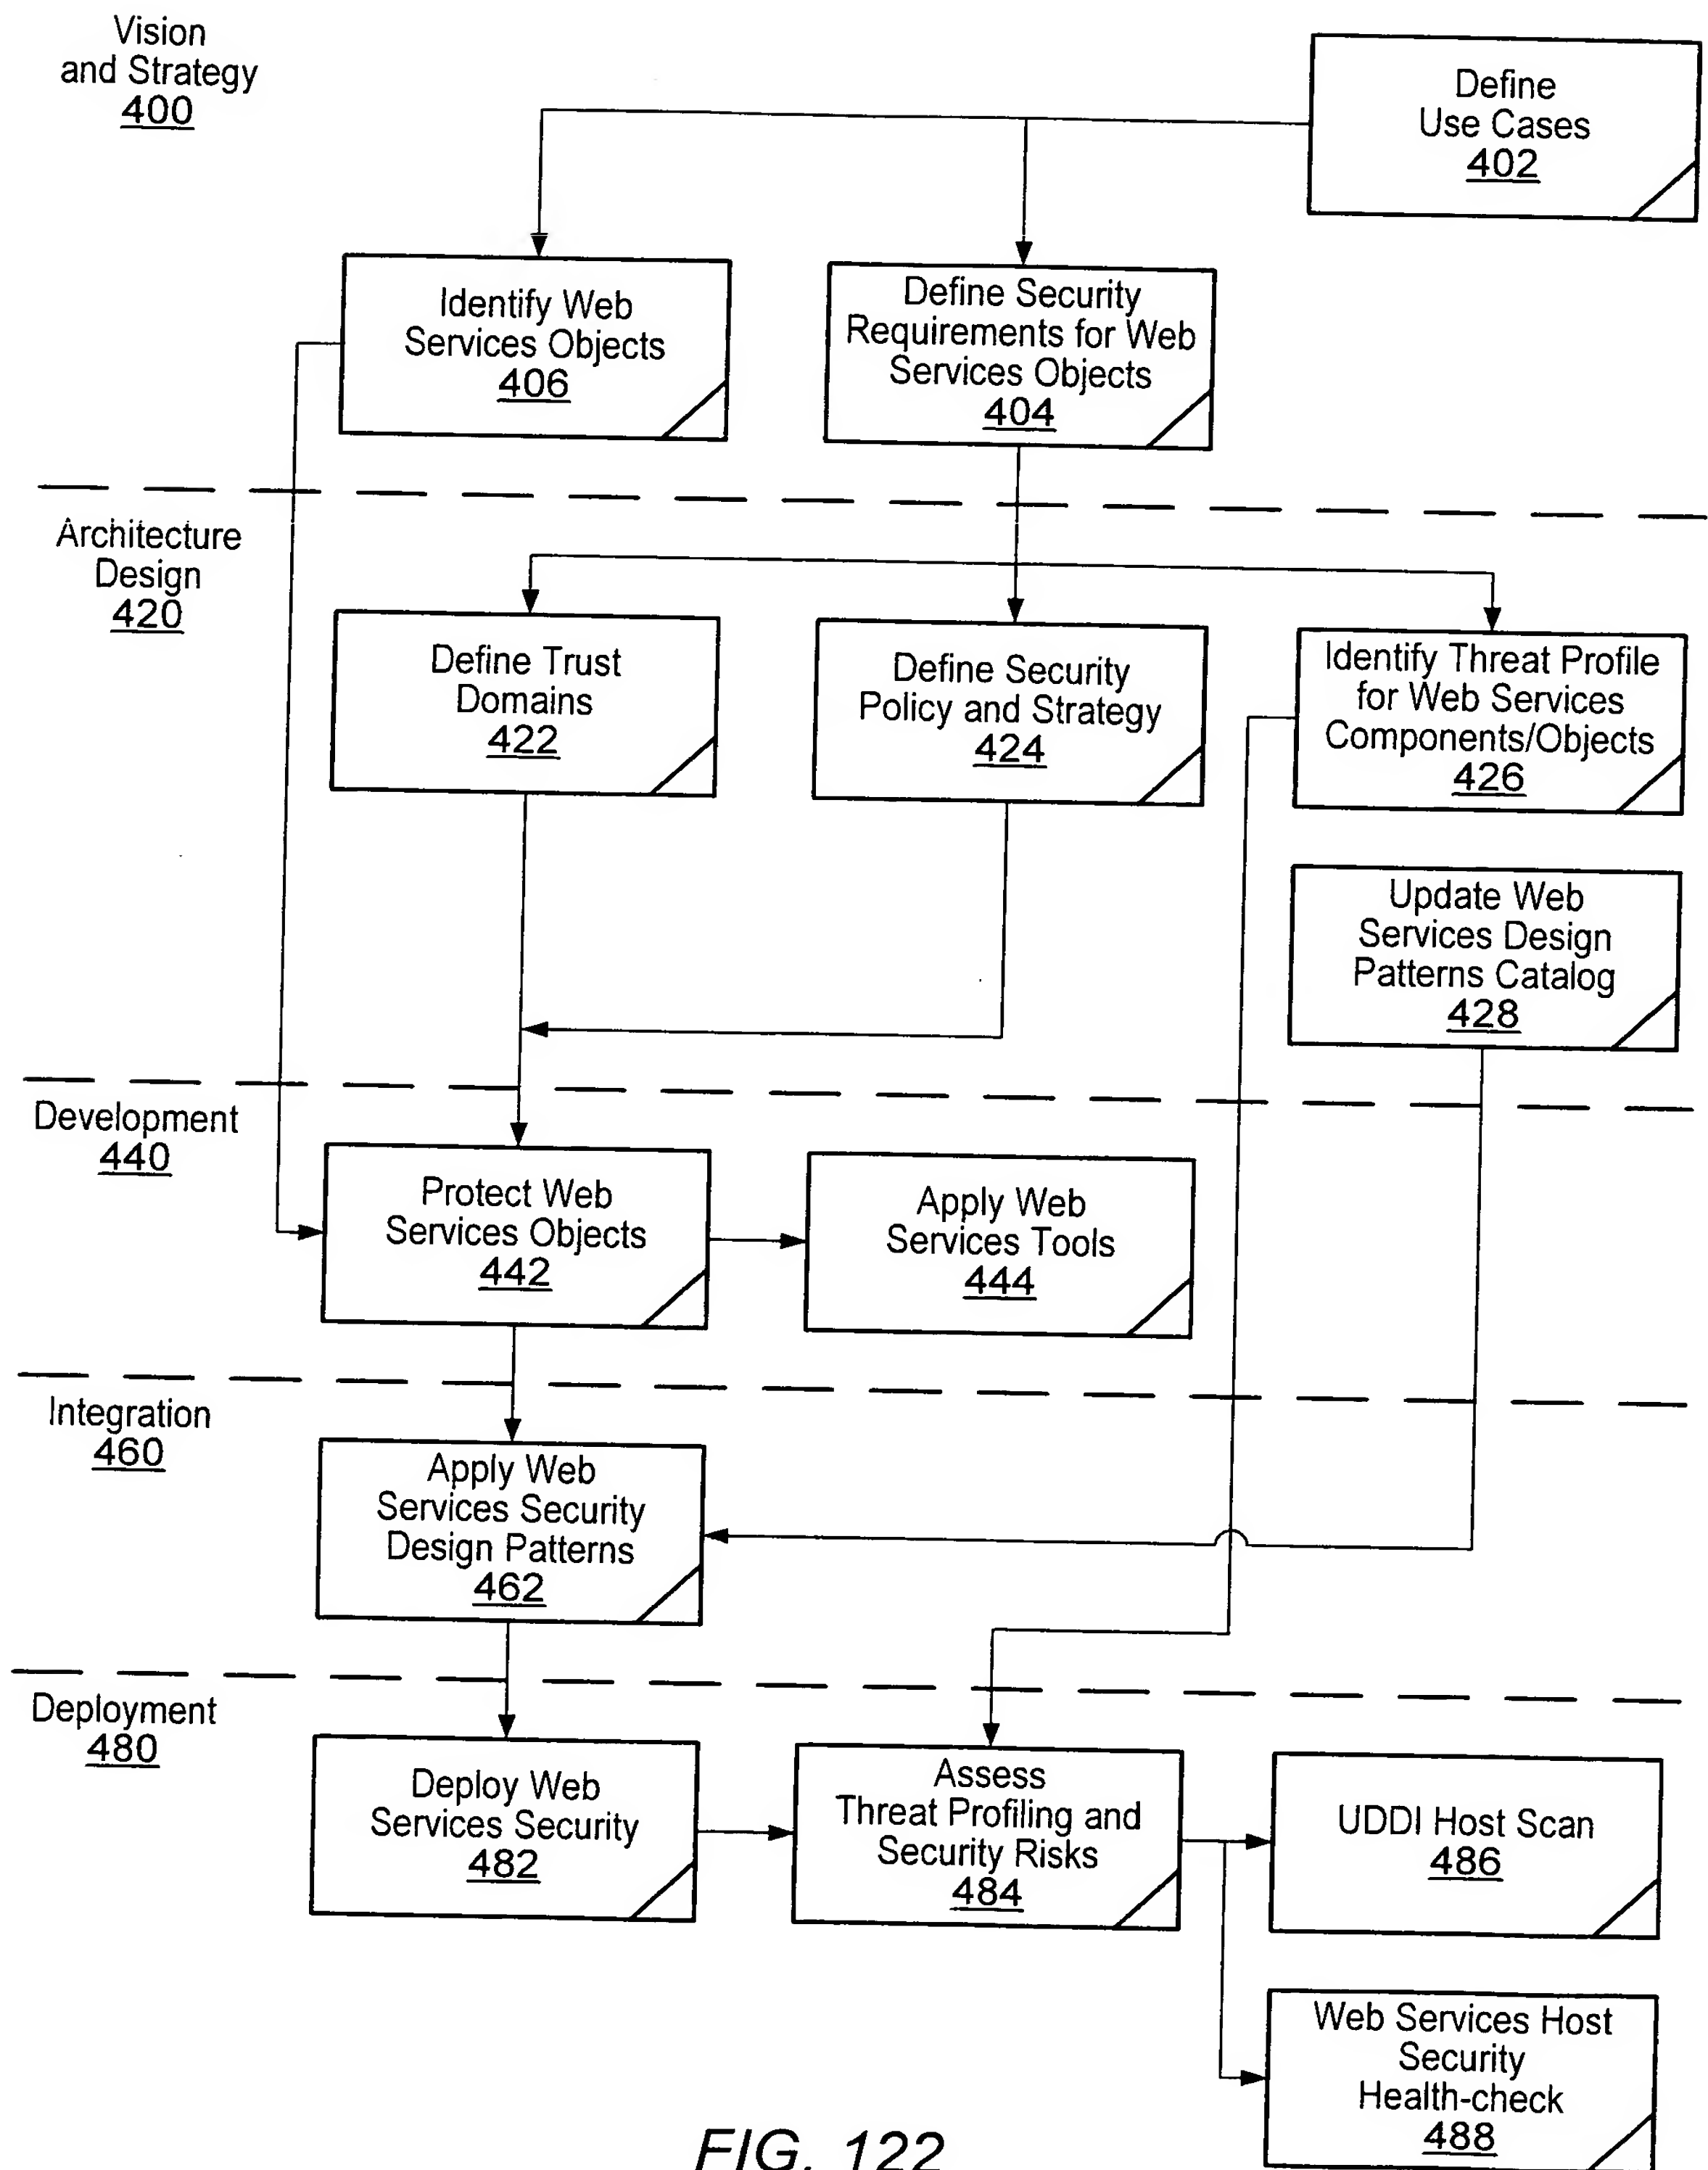 Vision
and Strategy
400
Define
Use Cases
402
Identify Web
Services Objects
406
Define Security
Requirements for Web
Services Objects
404
Architecture
Design
420
Define Trust
Domains
422
Define Security
Policy and Strategy
424
Identify Threat Profile
for Web Services
Components/Objects
426
Update Web
Services Design
Patterns Catalog
428
Development
440
Protect Web
Services Objects
442
Apply Web
Services Tools
444
Integration
460
Apply Web
Services Security
Design Patterns
462
Deployment
480
Deploy Web
Services Security
482
Assess
Threat Profiling and
Security Risks
484
UDDI Host Scan
486
Web Services Host
Security
Health-check
488
FIG. 122